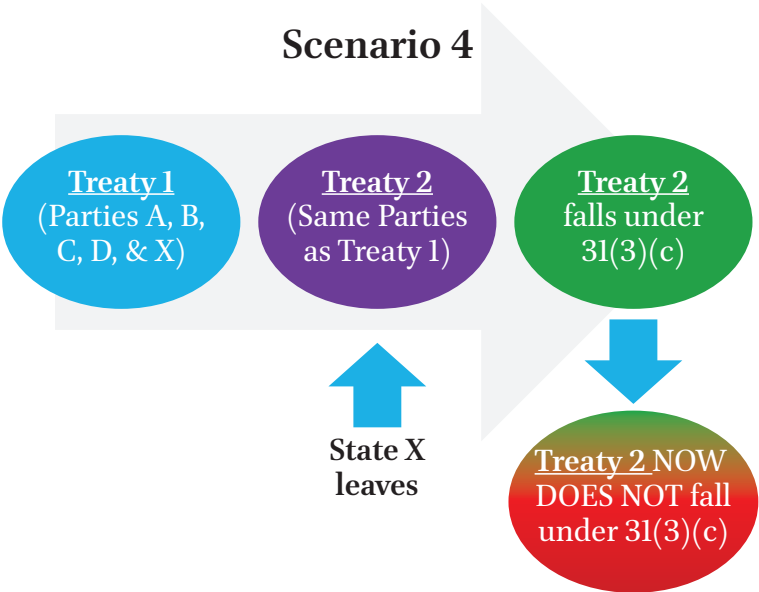 Scenario 4
Treaty 1
(Parties A, B,
C, D, & X)
Treaty 2
(Same Parties
as Treaty 1)
Treaty 2
falls under
31(3)(c)
State X
leaves
Treaty 2 NOW
DOES NOT fall
under 31(3)(c)